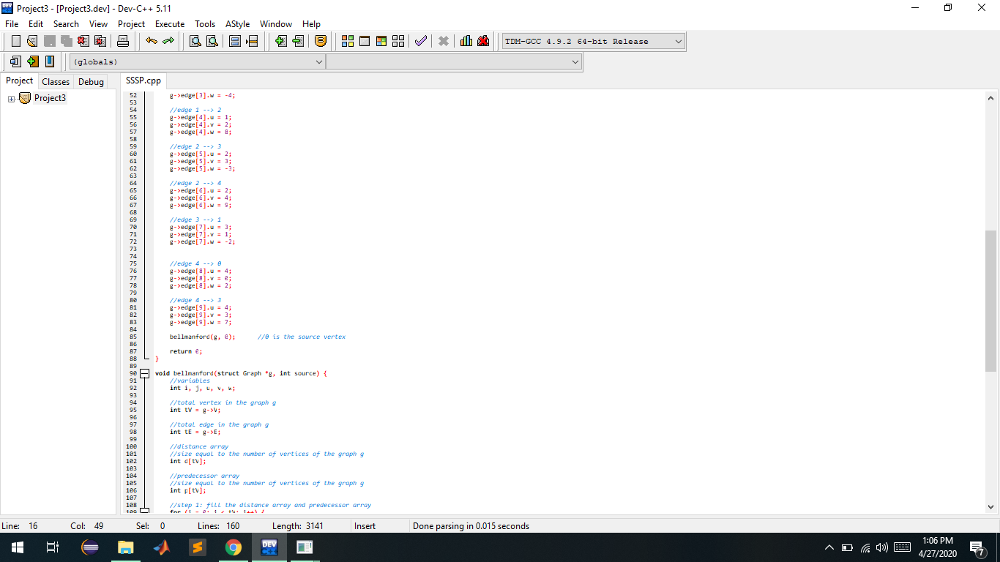 Project3 - [Project3.dev] - Dev-C++ 5.11
File Edit Search View Project Execute Tools AStyle Window Help
TDM-GCC 4.9.2 64-bit Release
(globals)
Project Classes Debug
SSSP.cpp
Project3
52 g->edge[3].w = -4;
53
54 //edge 1 --> 2
55 g->edge[4].u = 1;
56 g->edge[4].v = 2;
57 g->edge[4].w = 8;
58
59 //edge 2 --> 3
60 g->edge[5].u = 2;
61 g->edge[5].v = 3;
62 g->edge[5].w = -3;
63
64 //edge 2 --> 4
65 g->edge[6].u = 2;
66 g->edge[6].v = 4;
67 g->edge[6].w = 9;
68
69 //edge 3 --> 1
70 g->edge[7].u = 3;
71 g->edge[7].v = 1;
72 g->edge[7].w = -2;
73
74
75 //edge 4 --> 0
76 g->edge[8].u = 4;
77 g->edge[8].v = 0;
78 g->edge[8].w = 2;
79
80 //edge 4 --> 3
81 g->edge[9].u = 4;
82 g->edge[9].v = 3;
83 g->edge[9].w = 7;
84
85 bellmanford(g, 0); //0 is the source vertex
86
87 return 0;
88 }
89
90 void bellmanford(struct Graph *g, int source) {
91 //variables
92 int i, j, u, v, w;
93
94 //total vertex in the graph g
95 int tV = g->V;
96
97 //total edge in the graph g
98 int tE = g->E;
99
100 //distance array
101 //size equal to the number of vertices of the graph g
102 int d[tV];
103
104 //predecessor array
105 //size equal to the number of vertices of the graph g
106 int p[tV];
107
108 //step 1: fill the distance array and predecessor array
109 for (i = 0; i < tV; i++) {
Line: 16 Col: 49 Sel: 0 Lines: 160 Length: 3141 Insert Done parsing in 0.015 seconds
DEV
1:06 PM
4/27/2020
7